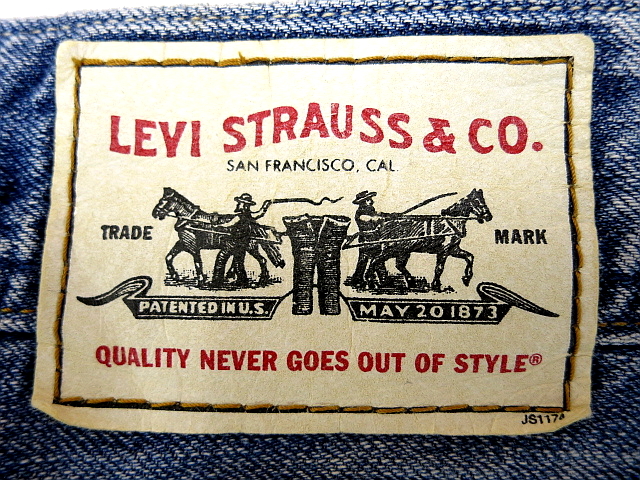 LEVI STRAUSS & CO.
SAN FRANCISCO, CAL.
TRADE MARK
PATENTED IN U.S. MAY 20 1873
QUALITY NEVER GOES OUT OF STYLE®